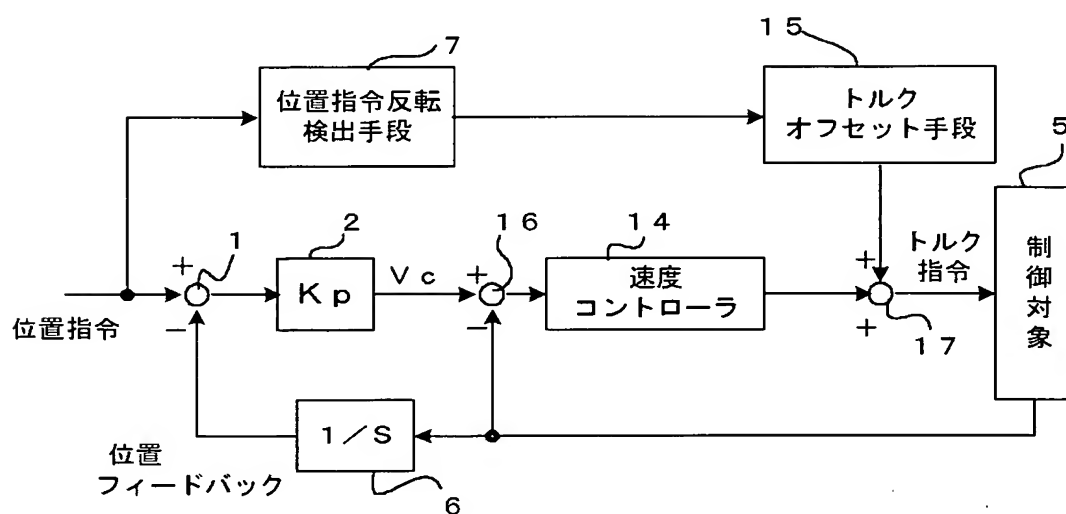 7
位置指令反転
検出手段
15
トルク
オフセット手段
5
制御対象
1
2
Kp
Vc
16
14
速度
コントローラ
トルク
指令
17
+
−
+
−
+
+
位置指令
1/S
6
位置
フィードバック